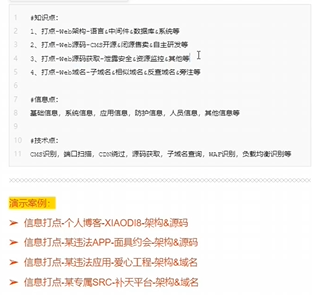 1 #知识点:
2 1、打点-Web架构-语言&中间件&数据库&系统等
3 2、打点-Web源码-CMS开源&闭源售卖&自主研发等
4 3、打点-Web源码获取-泄露安全&资源监控&其他等
5 4、打点-Web域名-子域名&相似域名&反查域名&旁注等
6
7 #信息点:
8 基础信息，系统信息，应用信息，防护信息，人员信息，其他信息等
9
10 #技术点:
11 CMS识别，端口扫描，CDN绕过，源码获取，子域名查询，WAF识别，负载均衡识别等
演示案例:
➢ 信息打点-个人博客-XIAODI8-架构&源码
➢ 信息打点-某违法APP-面具约会-架构&源码
➢ 信息打点-某违法应用-爱心工程-架构&域名
➢ 信息打点-某专属SRC-补天平台-架构&域名